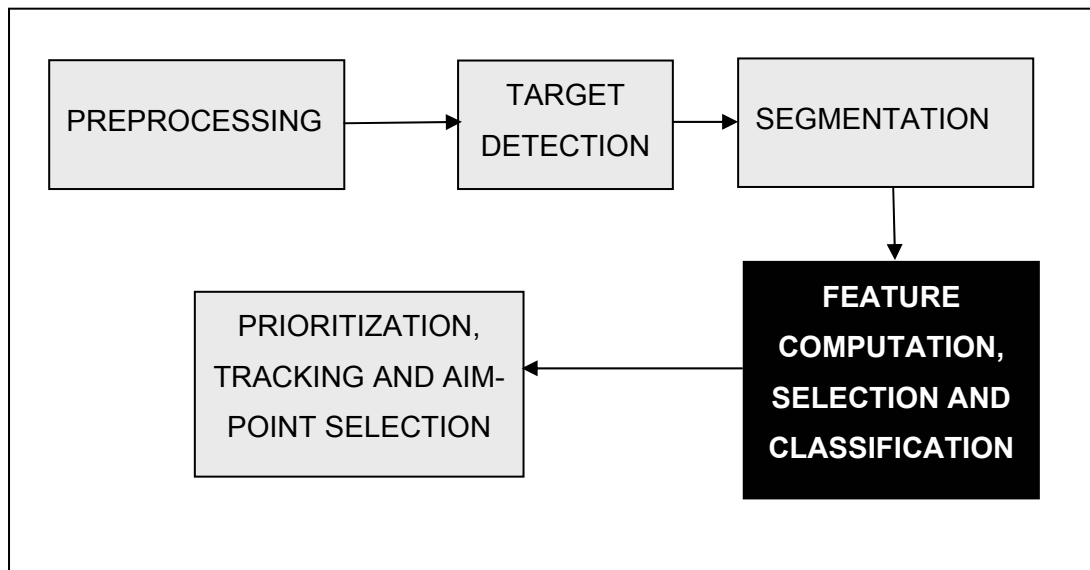 PREPROCESSING
TARGET
DETECTION
SEGMENTATION
FEATURE
COMPUTATION,
SELECTION AND
CLASSIFICATION
PRIORITIZATION,
TRACKING AND AIM-
POINT SELECTION